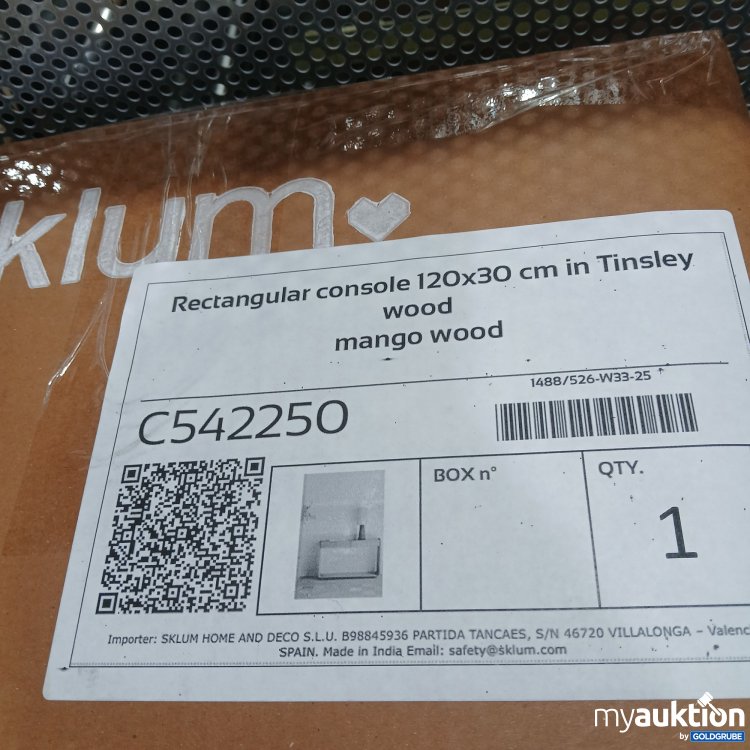 klum
Rectangular console 120x30 cm in Tinsley
wood
mango wood
1488/526-W33-25
C542250
BOX n°
QTY.
1
Importer: SKLUM HOME AND DECO S.L.U. B98845936 PARTIDA TANCAES, S/N 46720 VILLALONGA – Valenc
SPAIN. Made in India Email: safety@sklum.com
myauktion
by GOLDGRUBE